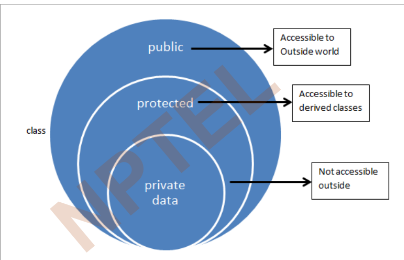 public
Accessible to
Outside world
protected
Accessible to
derived classes
class
private
data
Not accessible
outside
NPTEL